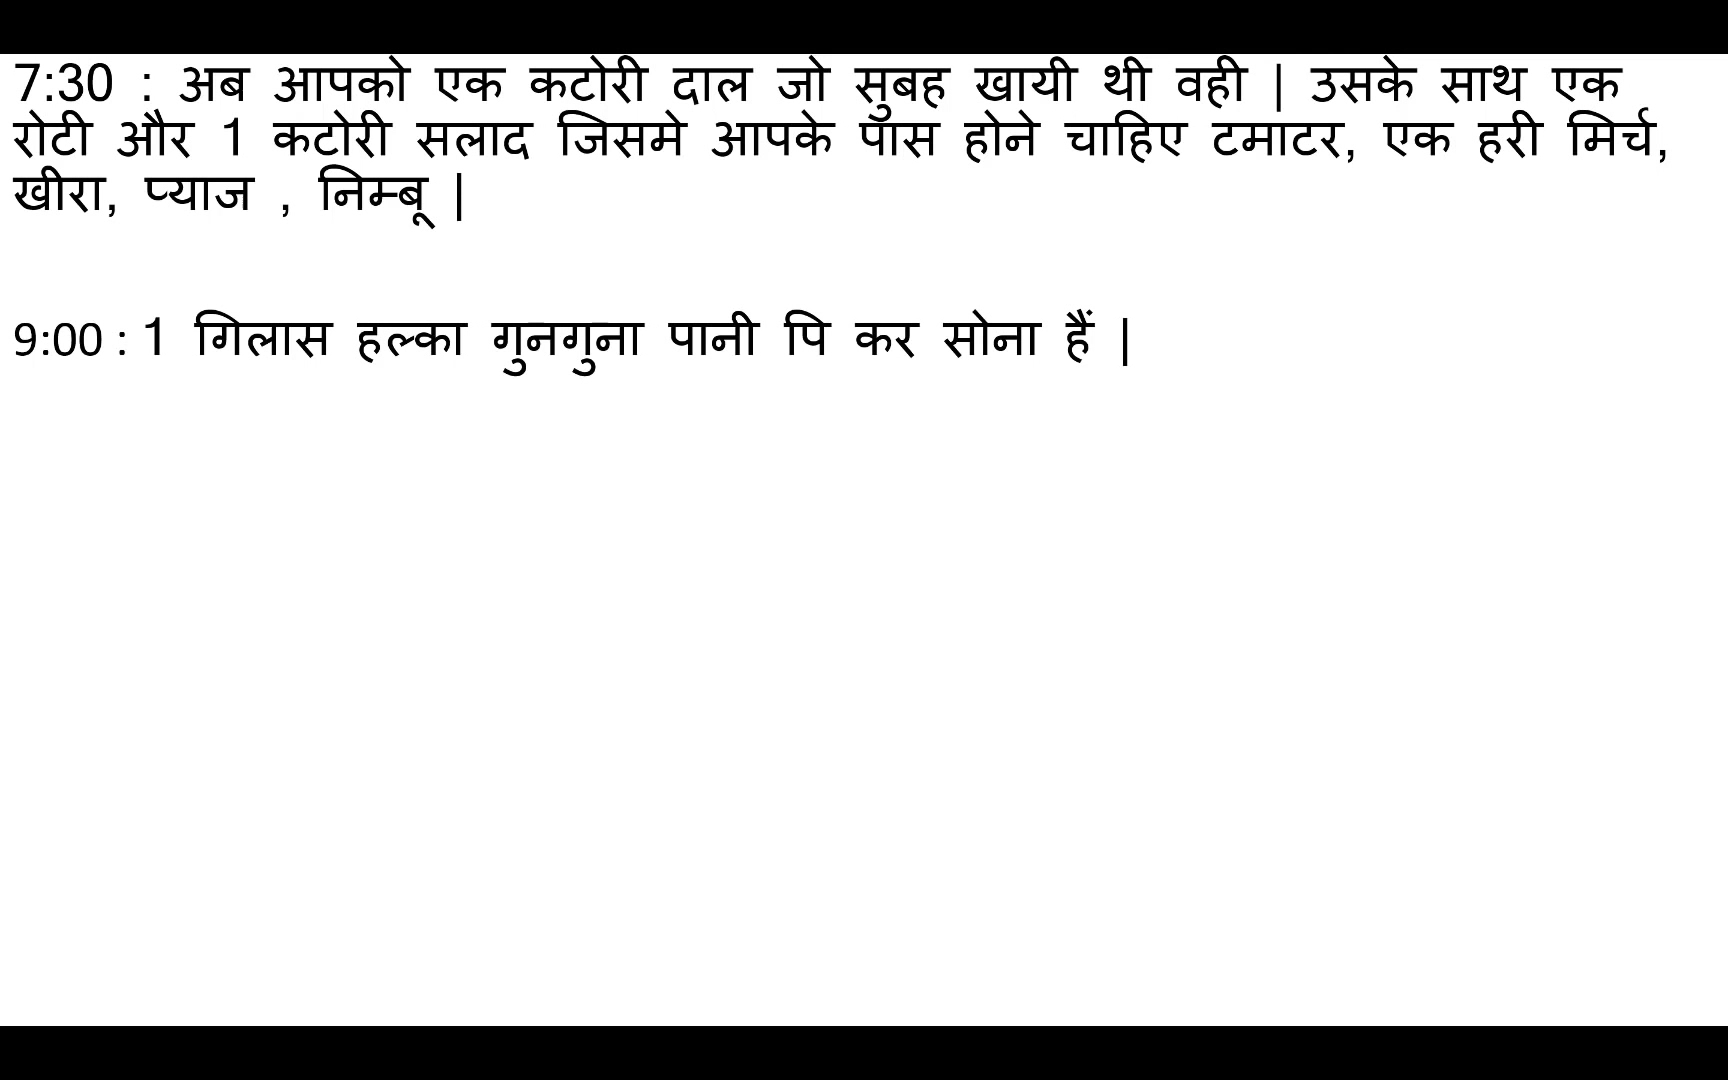 7:30 : अब आपको एक कटोरी दाल जो सुबह खायी थी वही | उसके साथ एक
रोटी और 1 कटोरी सलाद जिसमे आपके पास होने चाहिए टमाटर, एक हरी मिर्च,
खीरा, प्याज , निम्बू |
9:00 : 1 गिलास हल्का गुनगुना पानी पि कर सोना हैं |